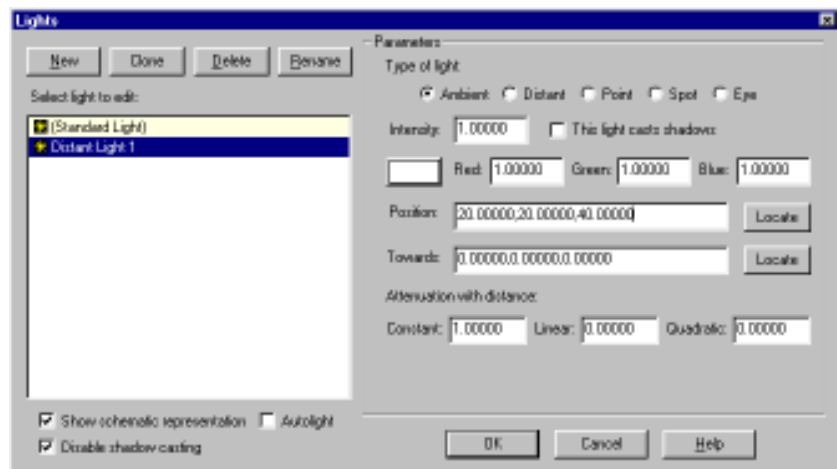 Lights
New Clone Delete Rename
Select light to edit:
(Standard Light)
Distant Light 1
Show schematic representation Autolight
Disable shadow casting
Parameters
Type of light
Ambient Distant Point Spot Eye
Intensity: 1.00000 This light casts shadows
Red: 1.00000 Green: 1.00000 Blue: 1.00000
Position: 20.00000,20.00000,40.00000 Locate
Towards: 0.00000,0.00000,0.00000 Locate
Attenuation with distance:
Constant: 1.00000 Linear: 0.00000 Quadratic: 0.00000
OK Cancel Help